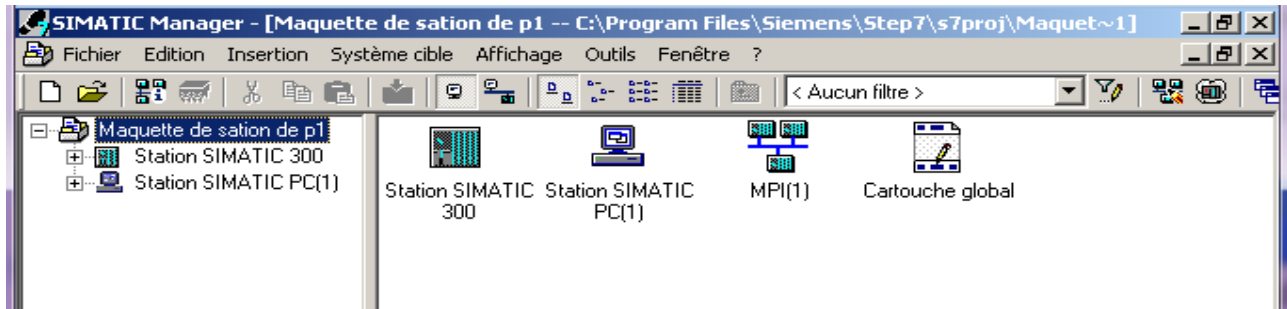 SIMATIC Manager - [Maquette de sation de p1 -- C:\Program Files\Siemens\Step7\s7proj\Maquet~1]
Fichier Edition Insertion Système cible Affichage Outils Fenêtre ?
< Aucun filtre >
Maquette de sation de p1
Station SIMATIC 300
Station SIMATIC PC(1)
Station SIMATIC
300
Station SIMATIC
PC(1)
MPI(1)
Cartouche global